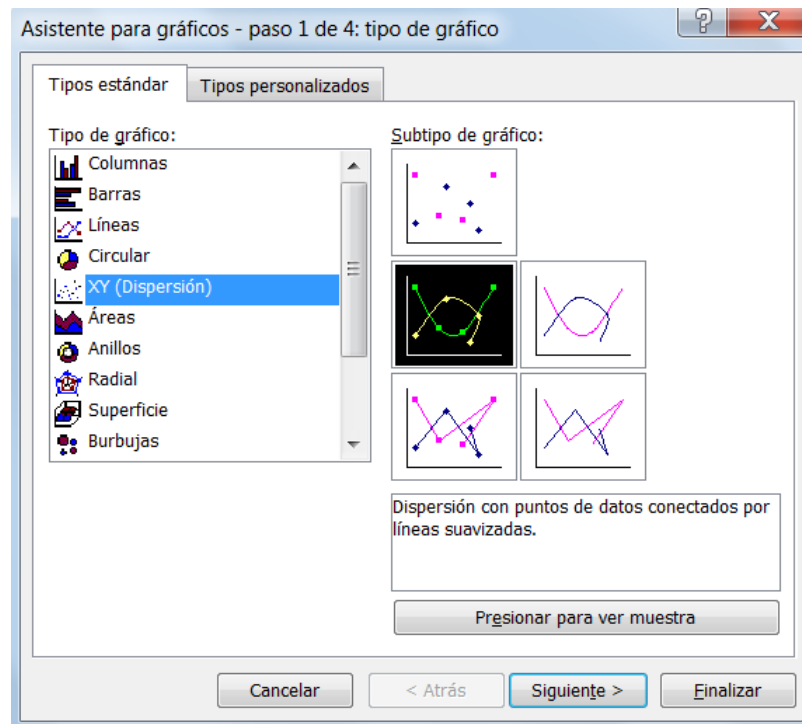 Asistente para gráficos - paso 1 de 4: tipo de gráfico
Tipos estándar
Tipos personalizados
Tipo de gráfico:
Columnas
Barras
Líneas
Circular
XY (Dispersión)
Áreas
Anillos
Radial
Superficie
Burbujas
Subtipo de gráfico:
Dispersión con puntos de datos conectados por
líneas suavizadas.
Presionar para ver muestra
Cancelar
< Atrás
Siguiente >
Finalizar